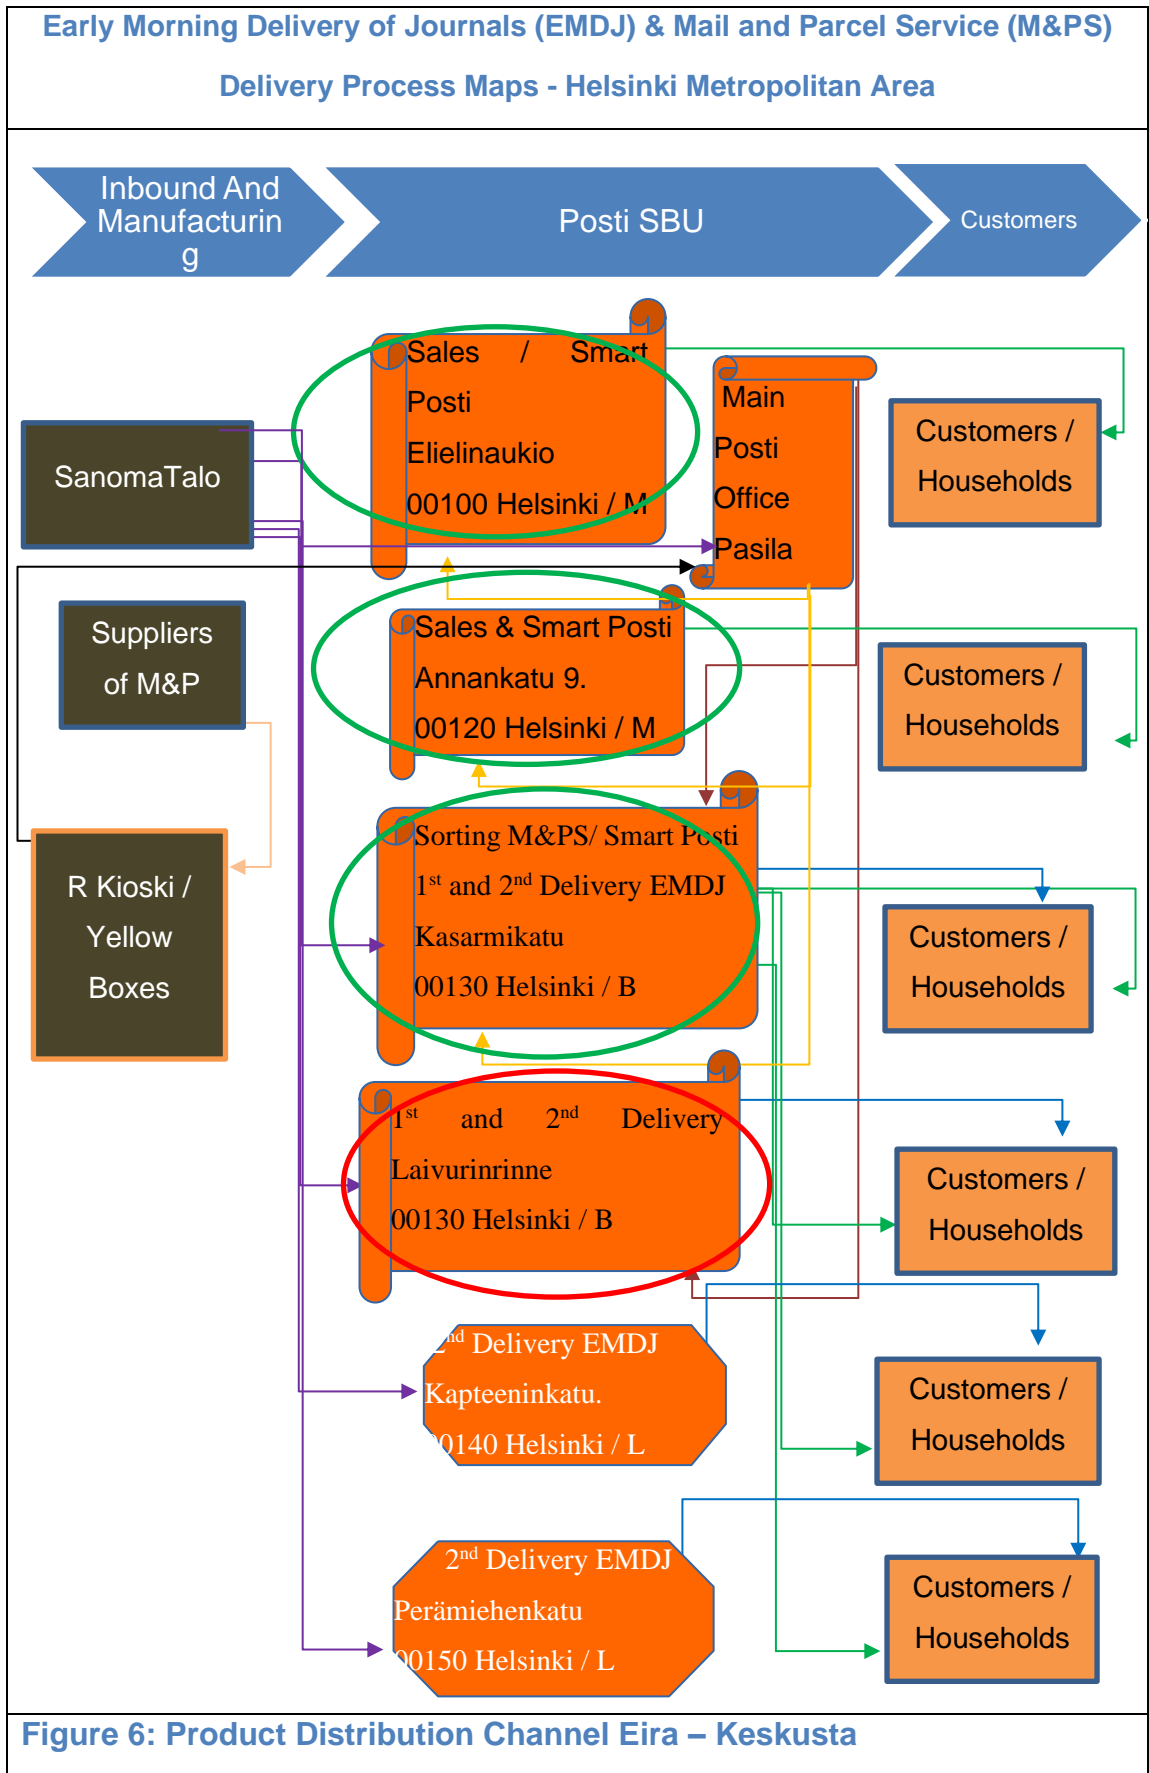 Early Morning Delivery of Journals (EMDJ) & Mail and Parcel Service (M&PS)
Delivery Process Maps - Helsinki Metropolitan Area
Inbound And
Manufacturin
g
Posti SBU
Customers
Sales / Smart
Posti
Elielinaukio
00100 Helsinki / M
Main
Posti
Office
Pasila
Customers /
Households
SanomaTalo
Suppliers
of M&P
Sales & Smart Posti
Annankatu 9.
00120 Helsinki / M
Customers /
Households
R Kioski /
Yellow
Boxes
Sorting M&PS/ Smart Posti
1st and 2nd Delivery EMDJ
Kasarmikatu
00130 Helsinki / B
Customers /
Households
1st and 2nd Delivery
Laivurinrinne
00130 Helsinki / B
Customers /
Households
2nd Delivery EMDJ
Kapteeninkatu.
00140 Helsinki / L
Customers /
Households
2nd Delivery EMDJ
Perämiehenkatu
00150 Helsinki / L
Customers /
Households
Figure 6: Product Distribution Channel Eira – Keskusta